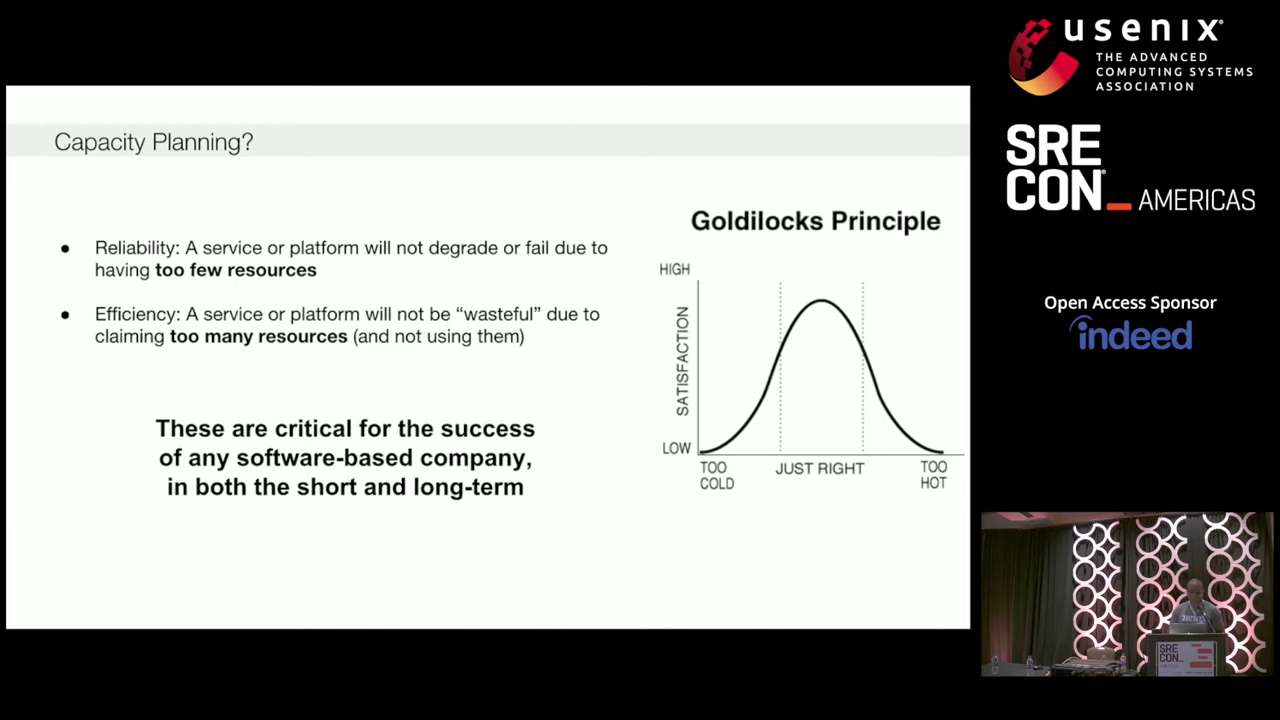 Capacity Planning?
● Reliability: A service or platform will not degrade or fail due to
having too few resources
● Efficiency: A service or platform will not be “wasteful” due to
claiming too many resources (and not using them)
These are critical for the success
of any software-based company,
in both the short and long-term
Goldilocks Principle
HIGH
SATISFACTION
LOW
TOO
COLD
JUST RIGHT
TOO
HOT
usenix®
THE ADVANCED
COMPUTING SYSTEMS
ASSOCIATION
SRE
CON® AMERICAS
Open Access Sponsor
indeed
SRE
CON